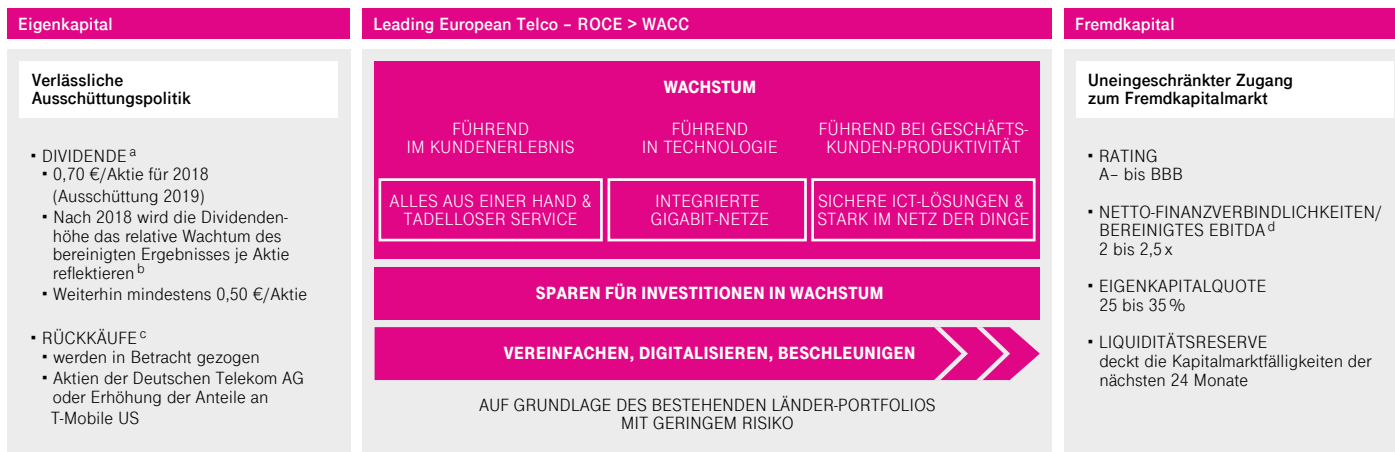 Eigenkapital
Verlässliche
Ausschüttungspolitik
▪ DIVIDENDE a
▪ 0,70 €/Aktie für 2018
(Ausschüttung 2019)
▪ Nach 2018 wird die Dividenden-
höhe das relative Wachtum des
bereinigten Ergebnisses je Aktie
reflektieren b
▪ Weiterhin mindestens 0,50 €/Aktie
▪ RÜCKKÄUFE c
▪ werden in Betracht gezogen
▪ Aktien der Deutschen Telekom AG
oder Erhöhung der Anteile an
T-Mobile US
Leading European Telco – ROCE > WACC
WACHSTUM
FÜHREND
IM KUNDENERLEBNIS
ALLES AUS EINER HAND &
TADELLOSER SERVICE
FÜHREND
IN TECHNOLOGIE
INTEGRIERTE
GIGABIT-NETZE
FÜHREND BEI GESCHÄFTS-
KUNDEN-PRODUKTIVITÄT
SICHERE ICT-LÖSUNGEN &
STARK IM NETZ DER DINGE
SPAREN FÜR INVESTITIONEN IN WACHSTUM
VEREINFACHEN, DIGITALISIEREN, BESCHLEUNIGEN
AUF GRUNDLAGE DES BESTEHENDEN LÄNDER-PORTFOLIOS
MIT GERINGEM RISIKO
Fremdkapital
Uneingeschränkter Zugang
zum Fremdkapitalmarkt
▪ RATING
A– bis BBB
▪ NETTO-FINANZVERBINDLICHKEITEN/
BEREINIGTES EBITDA d
2 bis 2,5 x
▪ EIGENKAPITALQUOTE
25 bis 35 %
▪ LIQUIDITÄTSRESERVE
deckt die Kapitalmarktfälligkeiten der
nächsten 24 Monate